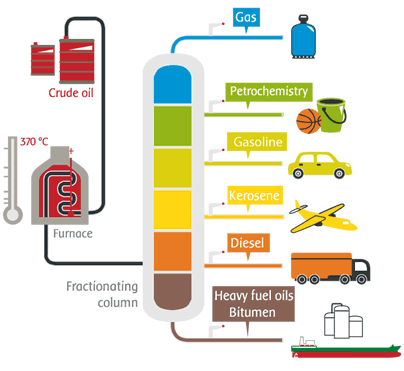 Gas
Crude oil
Petrochemistry
370 °C
Gasoline
Kerosene
Furnace
Diesel
Fractionating
column
Heavy fuel oils
Bitumen